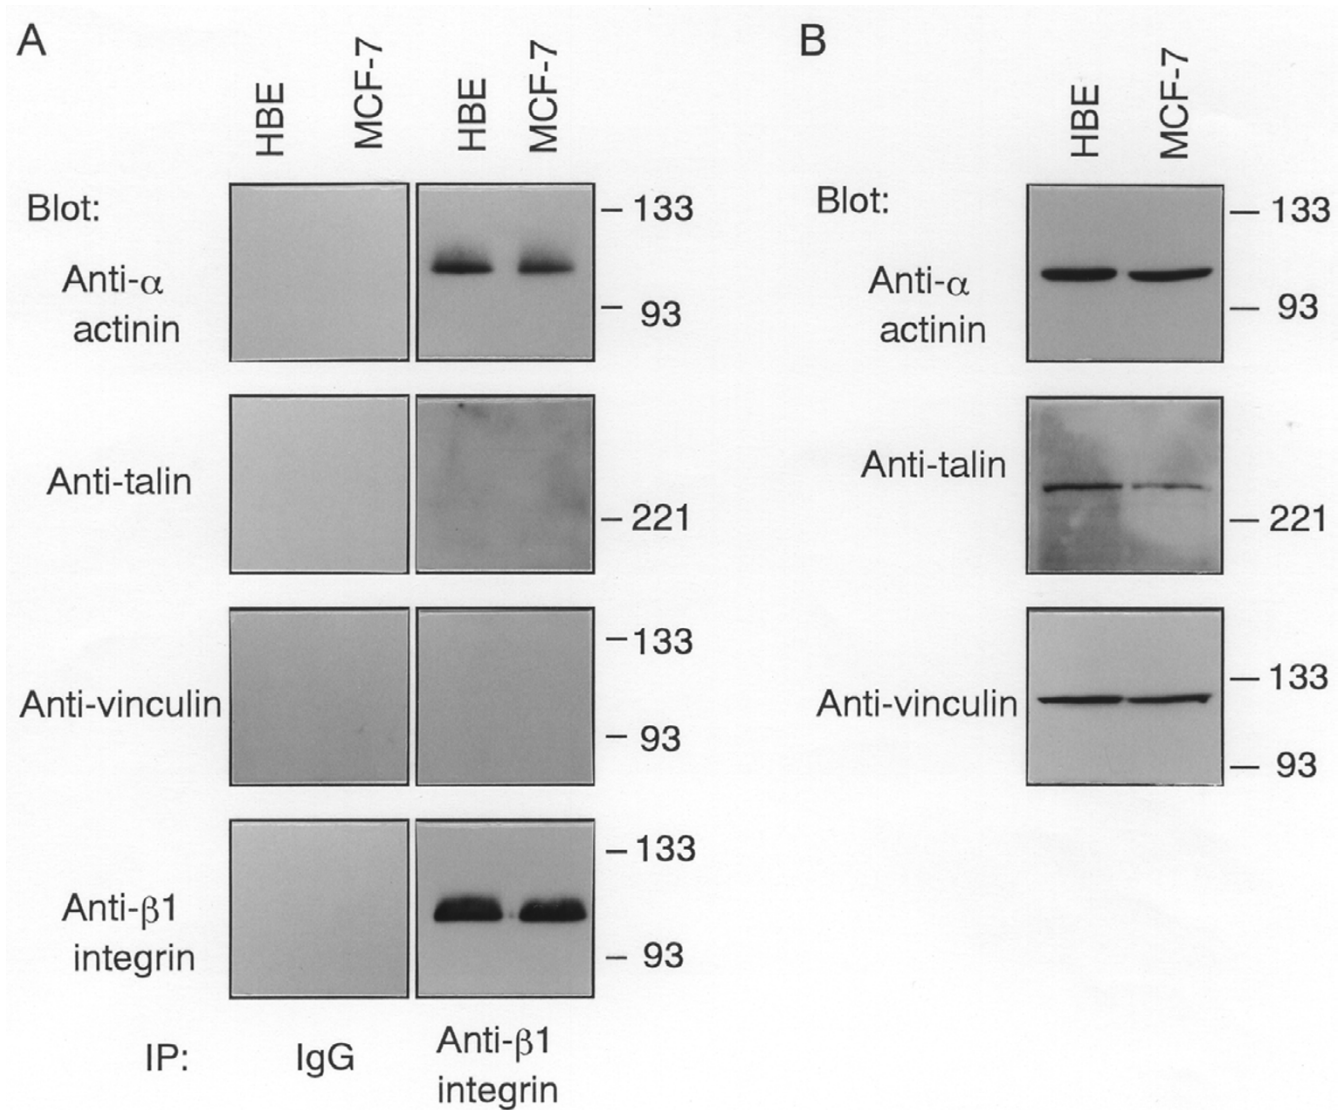 A
HBE
MCF-7
HBE
MCF-7
Blot:
Anti-α
actinin
133
93
Anti-talin
221
Anti-vinculin
133
93
Anti-β1
integrin
133
93
IP:
IgG
Anti-β1
integrin
B
HBE
MCF-7
Blot:
Anti-α
actinin
133
93
Anti-talin
221
Anti-vinculin
133
93